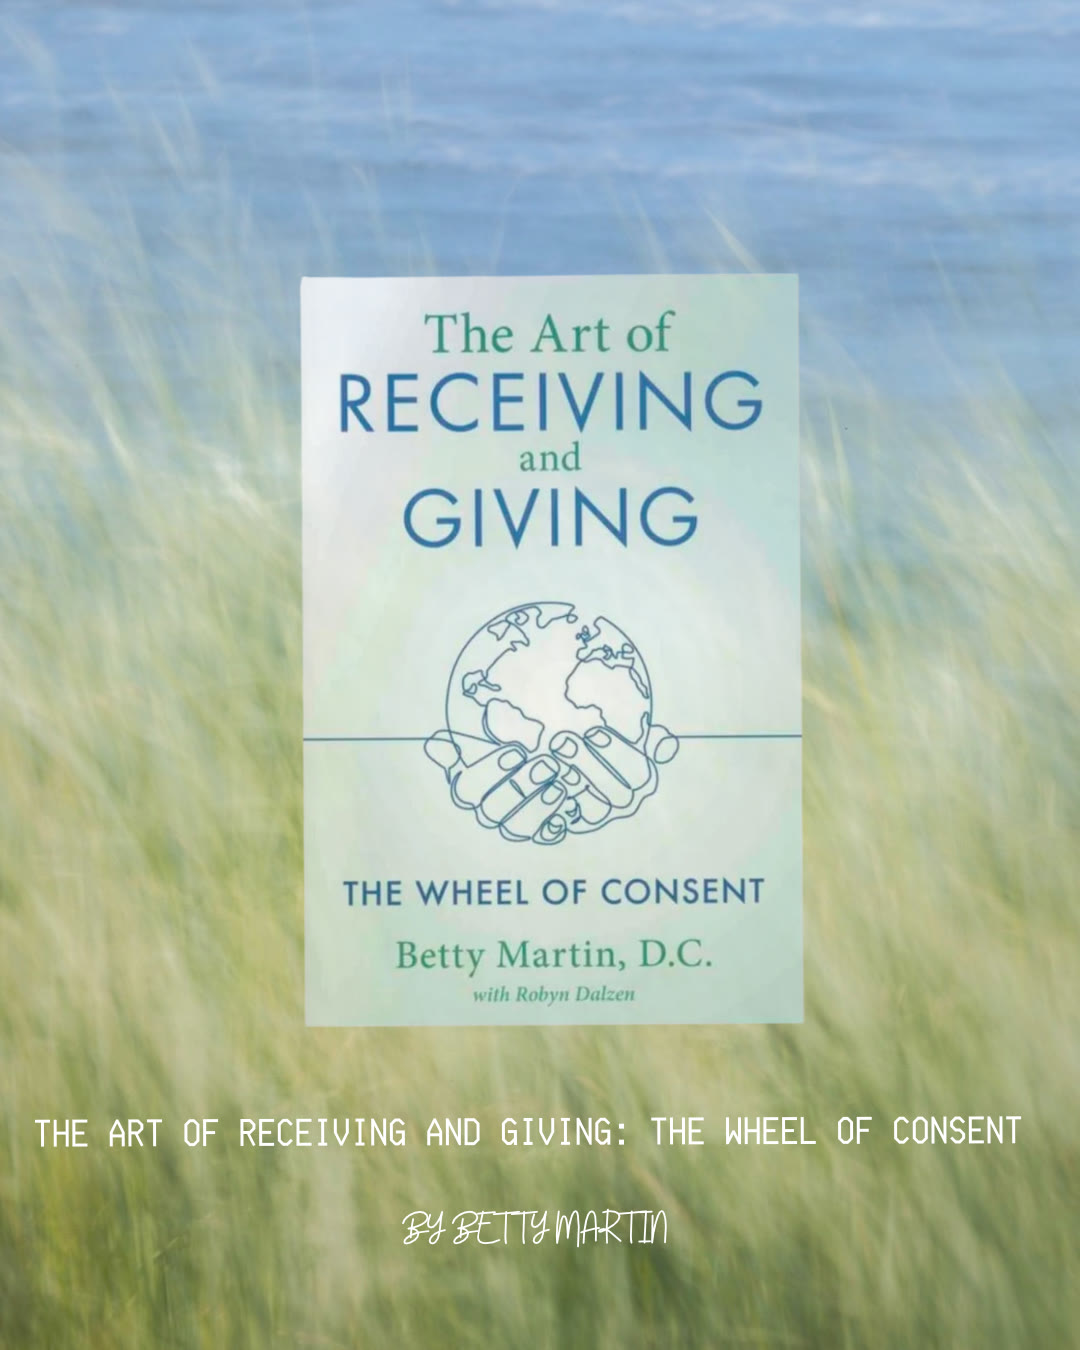 The Art of
RECEIVING
and
GIVING
THE WHEEL OF CONSENT
Betty Martin, D.C.
with Robyn Dalzen
THE ART OF RECEIVING AND GIVING: THE WHEEL OF CONSENT
BY BETTY MARTIN